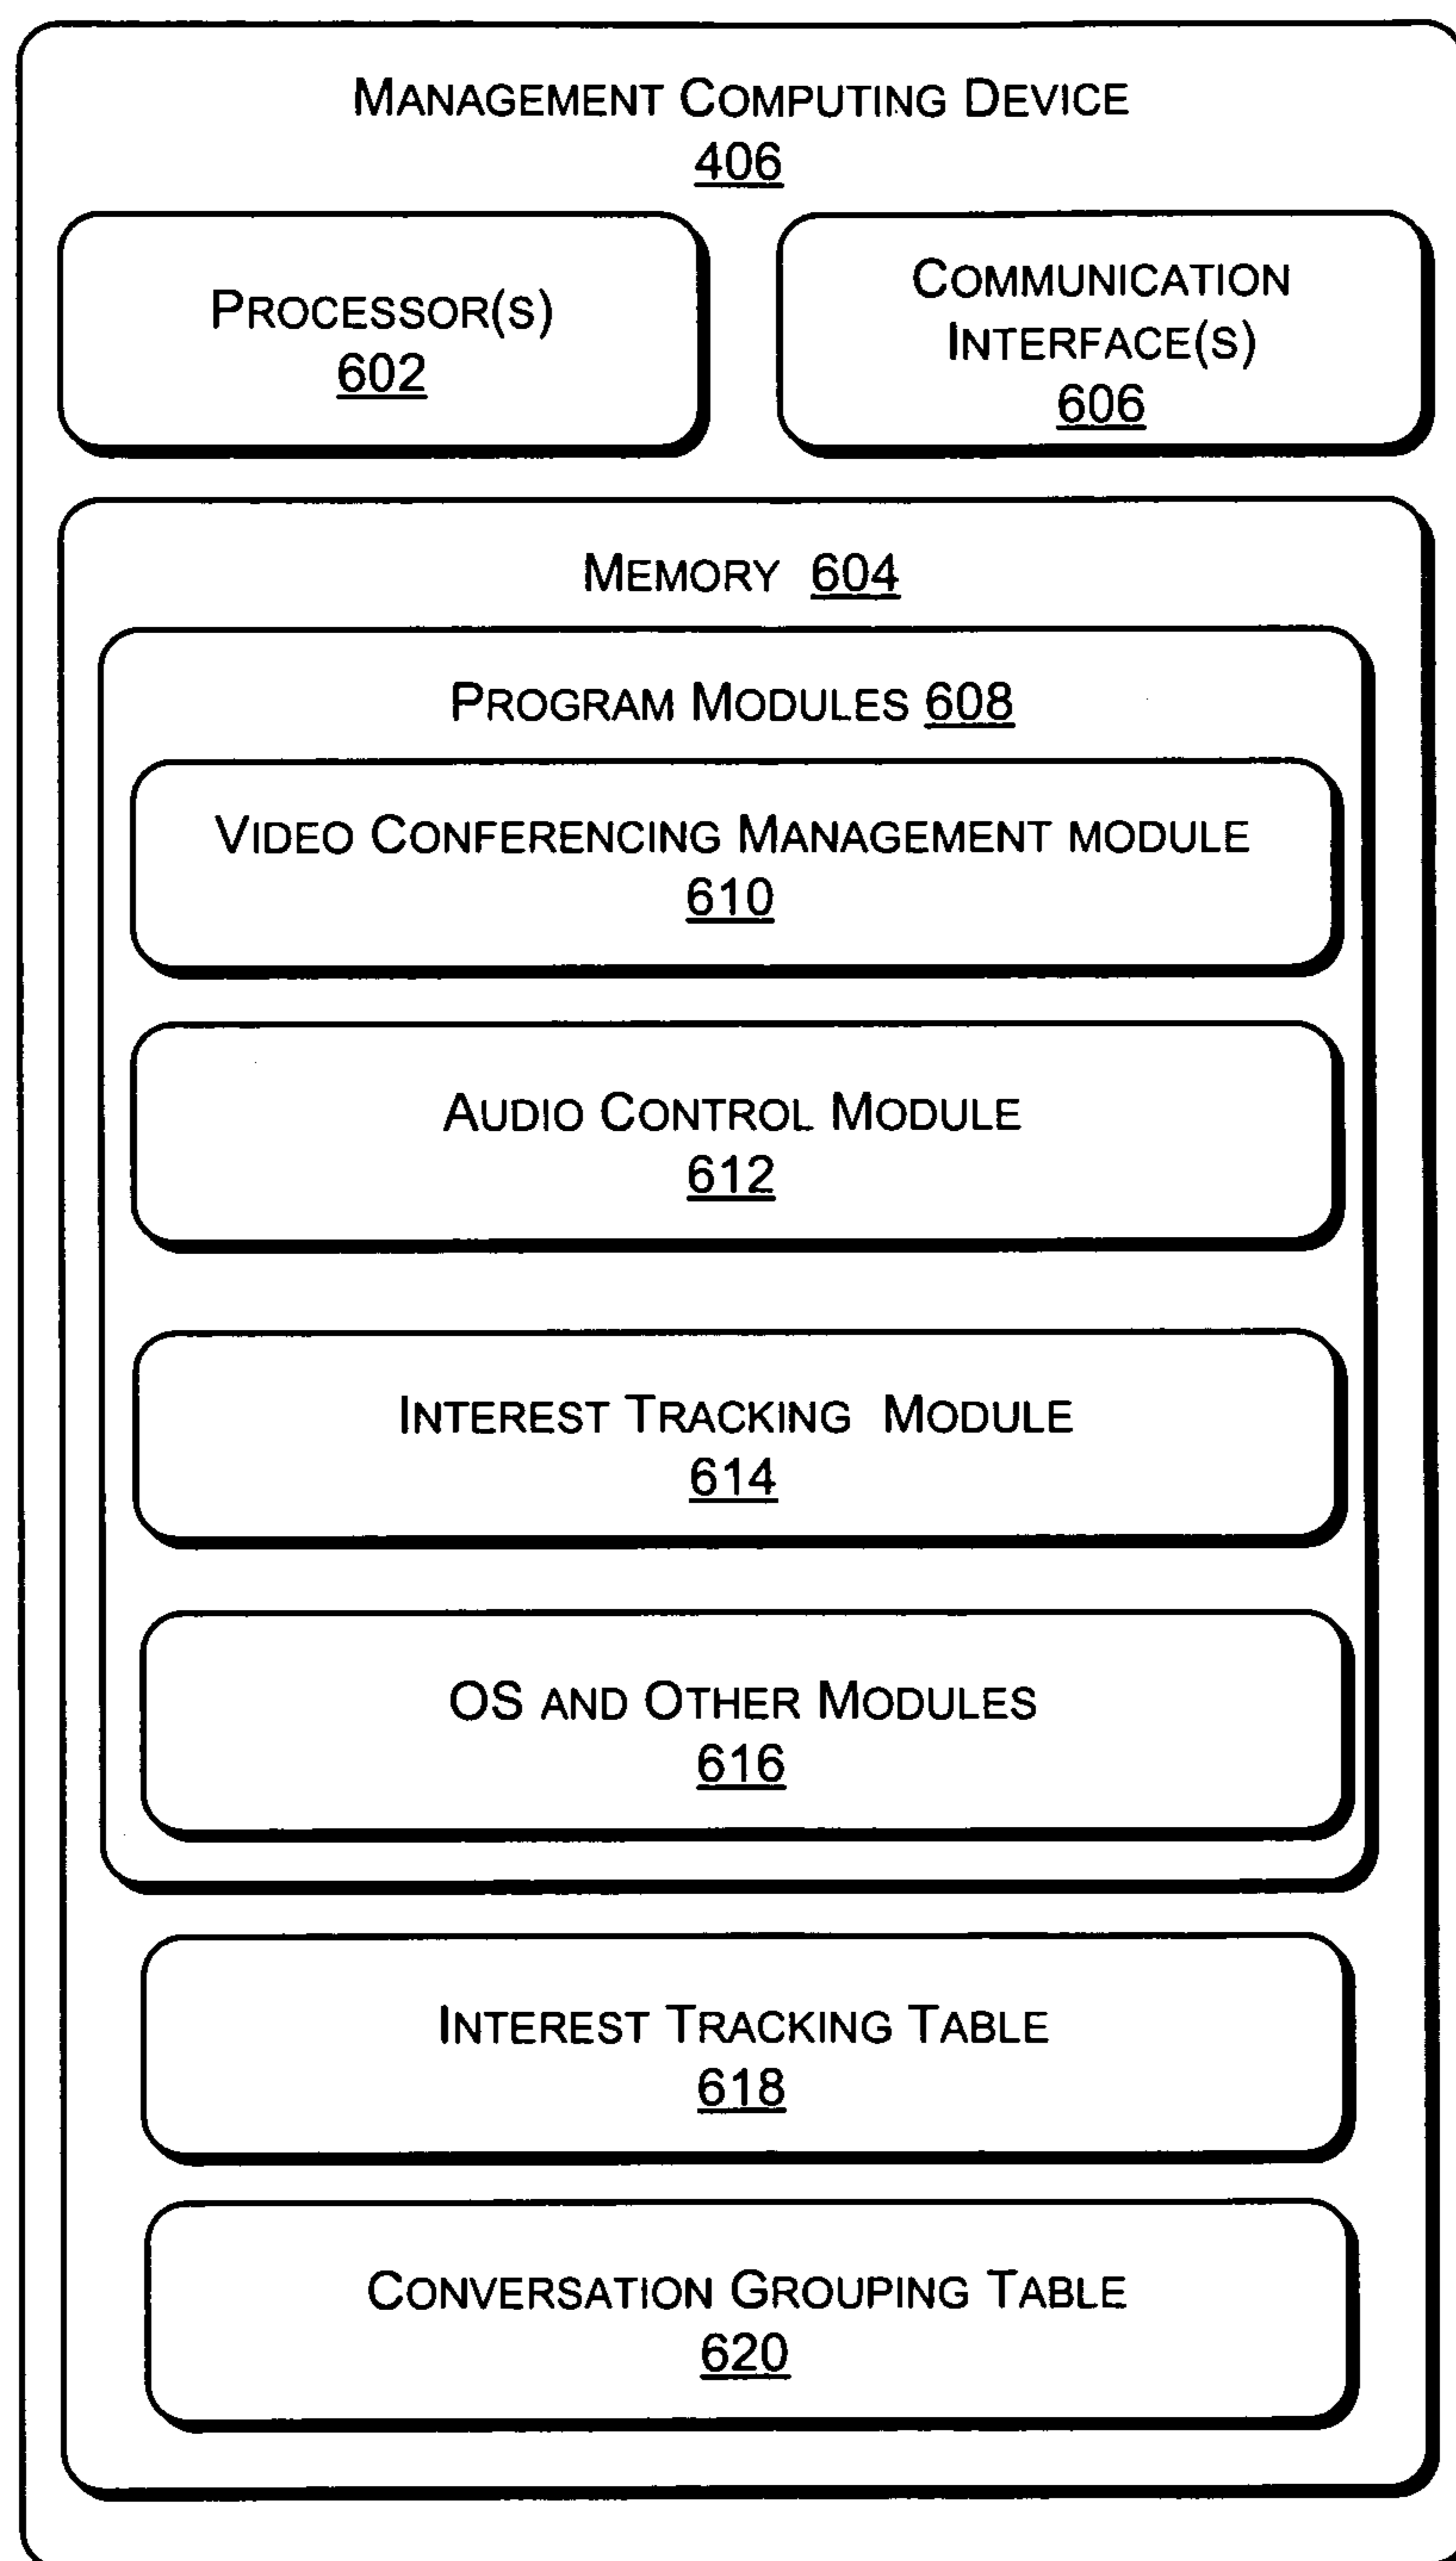 MANAGEMENT COMPUTING DEVICE
406
PROCESSOR(S)
602
COMMUNICATION
INTERFACE(S)
606
MEMORY 604
PROGRAM MODULES 608
VIDEO CONFERENCING MANAGEMENT MODULE
610
AUDIO CONTROL MODULE
612
INTEREST TRACKING MODULE
614
OS AND OTHER MODULES
616
INTEREST TRACKING TABLE
618
CONVERSATION GROUPING TABLE
620